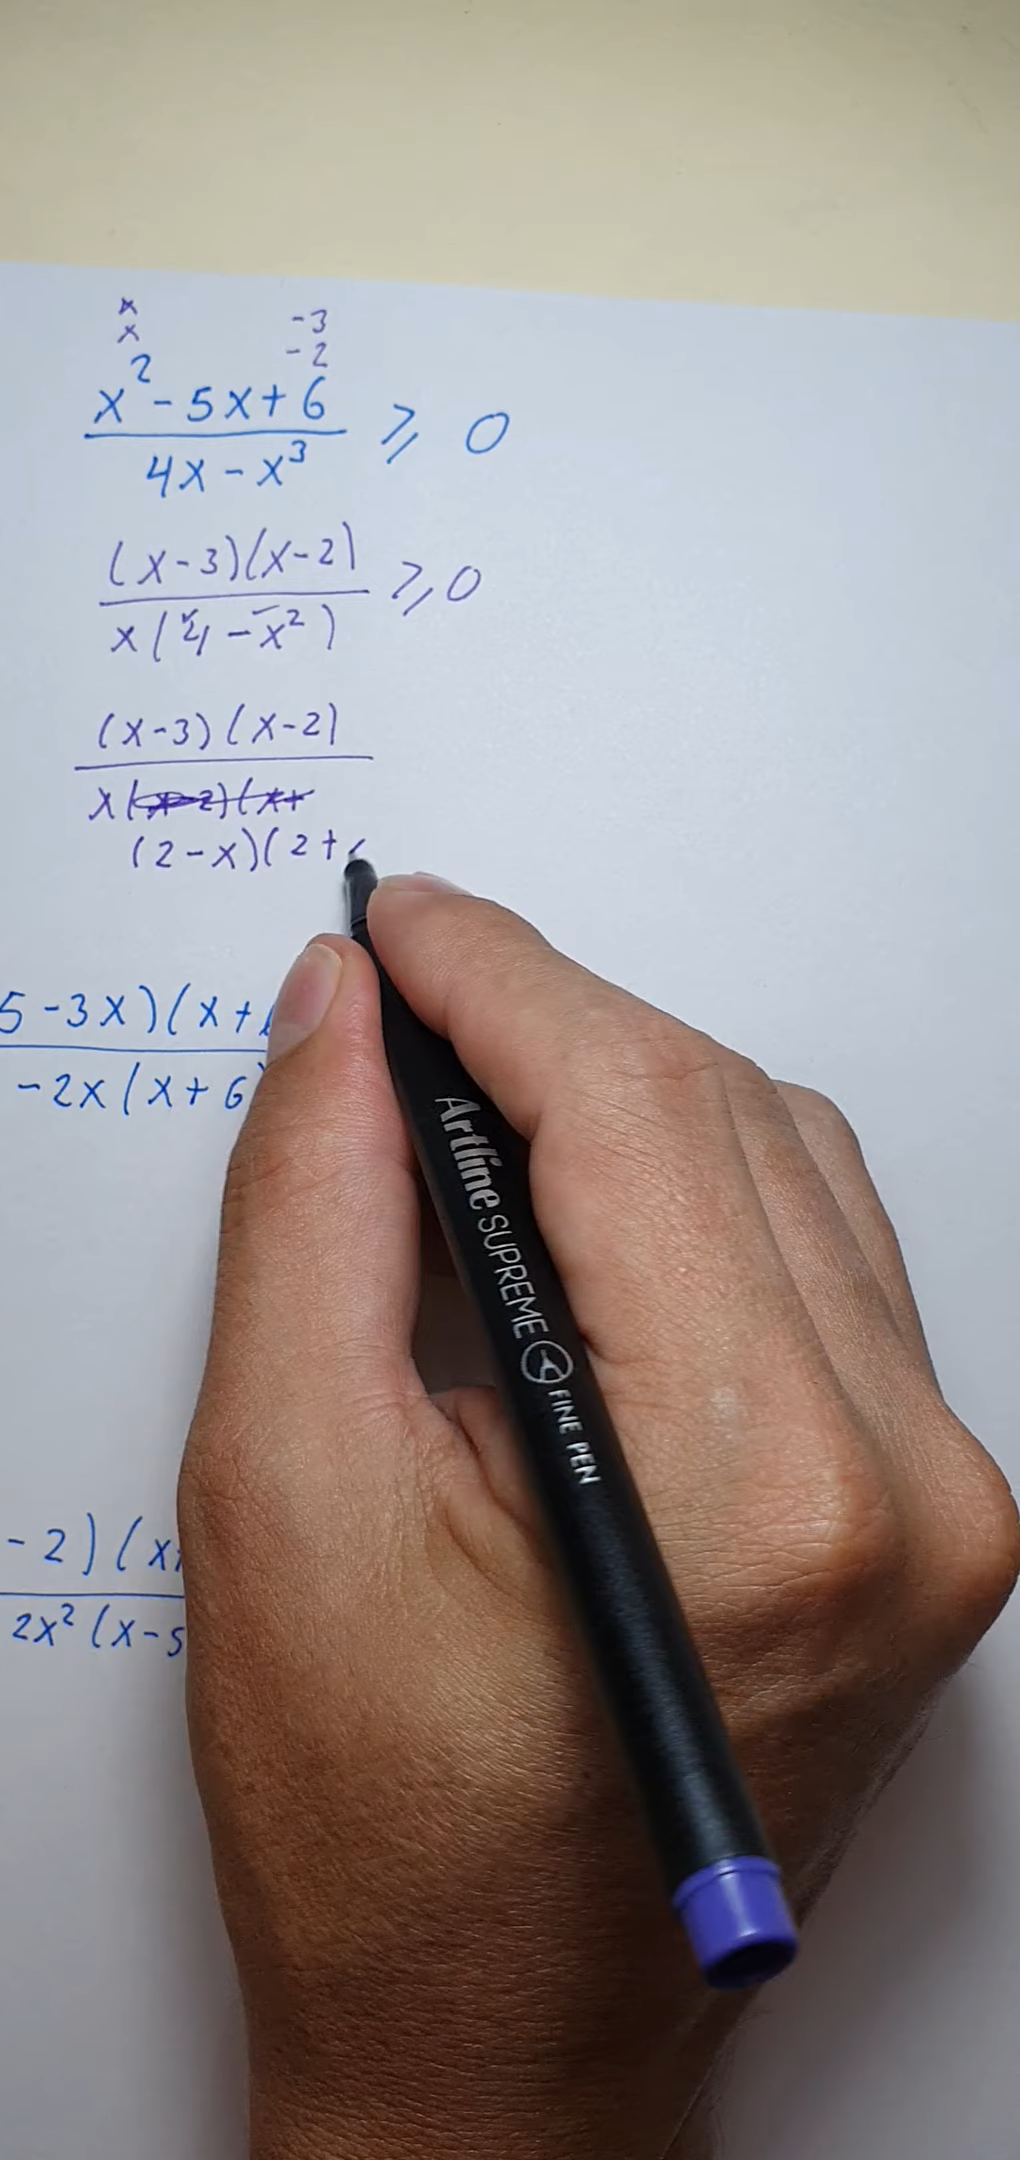 x -3
x -2
x² - 5x + 6
4x - x³
⩾ 0
(x-3)(x-2)
x(4 - x²)
⩾ 0
(x-3)(x-2)
x
(2-x)(2+
5-3x)(x+
-2x(x+6
-2)(x
2x²(x-5
Artline SUPREME FINE PEN